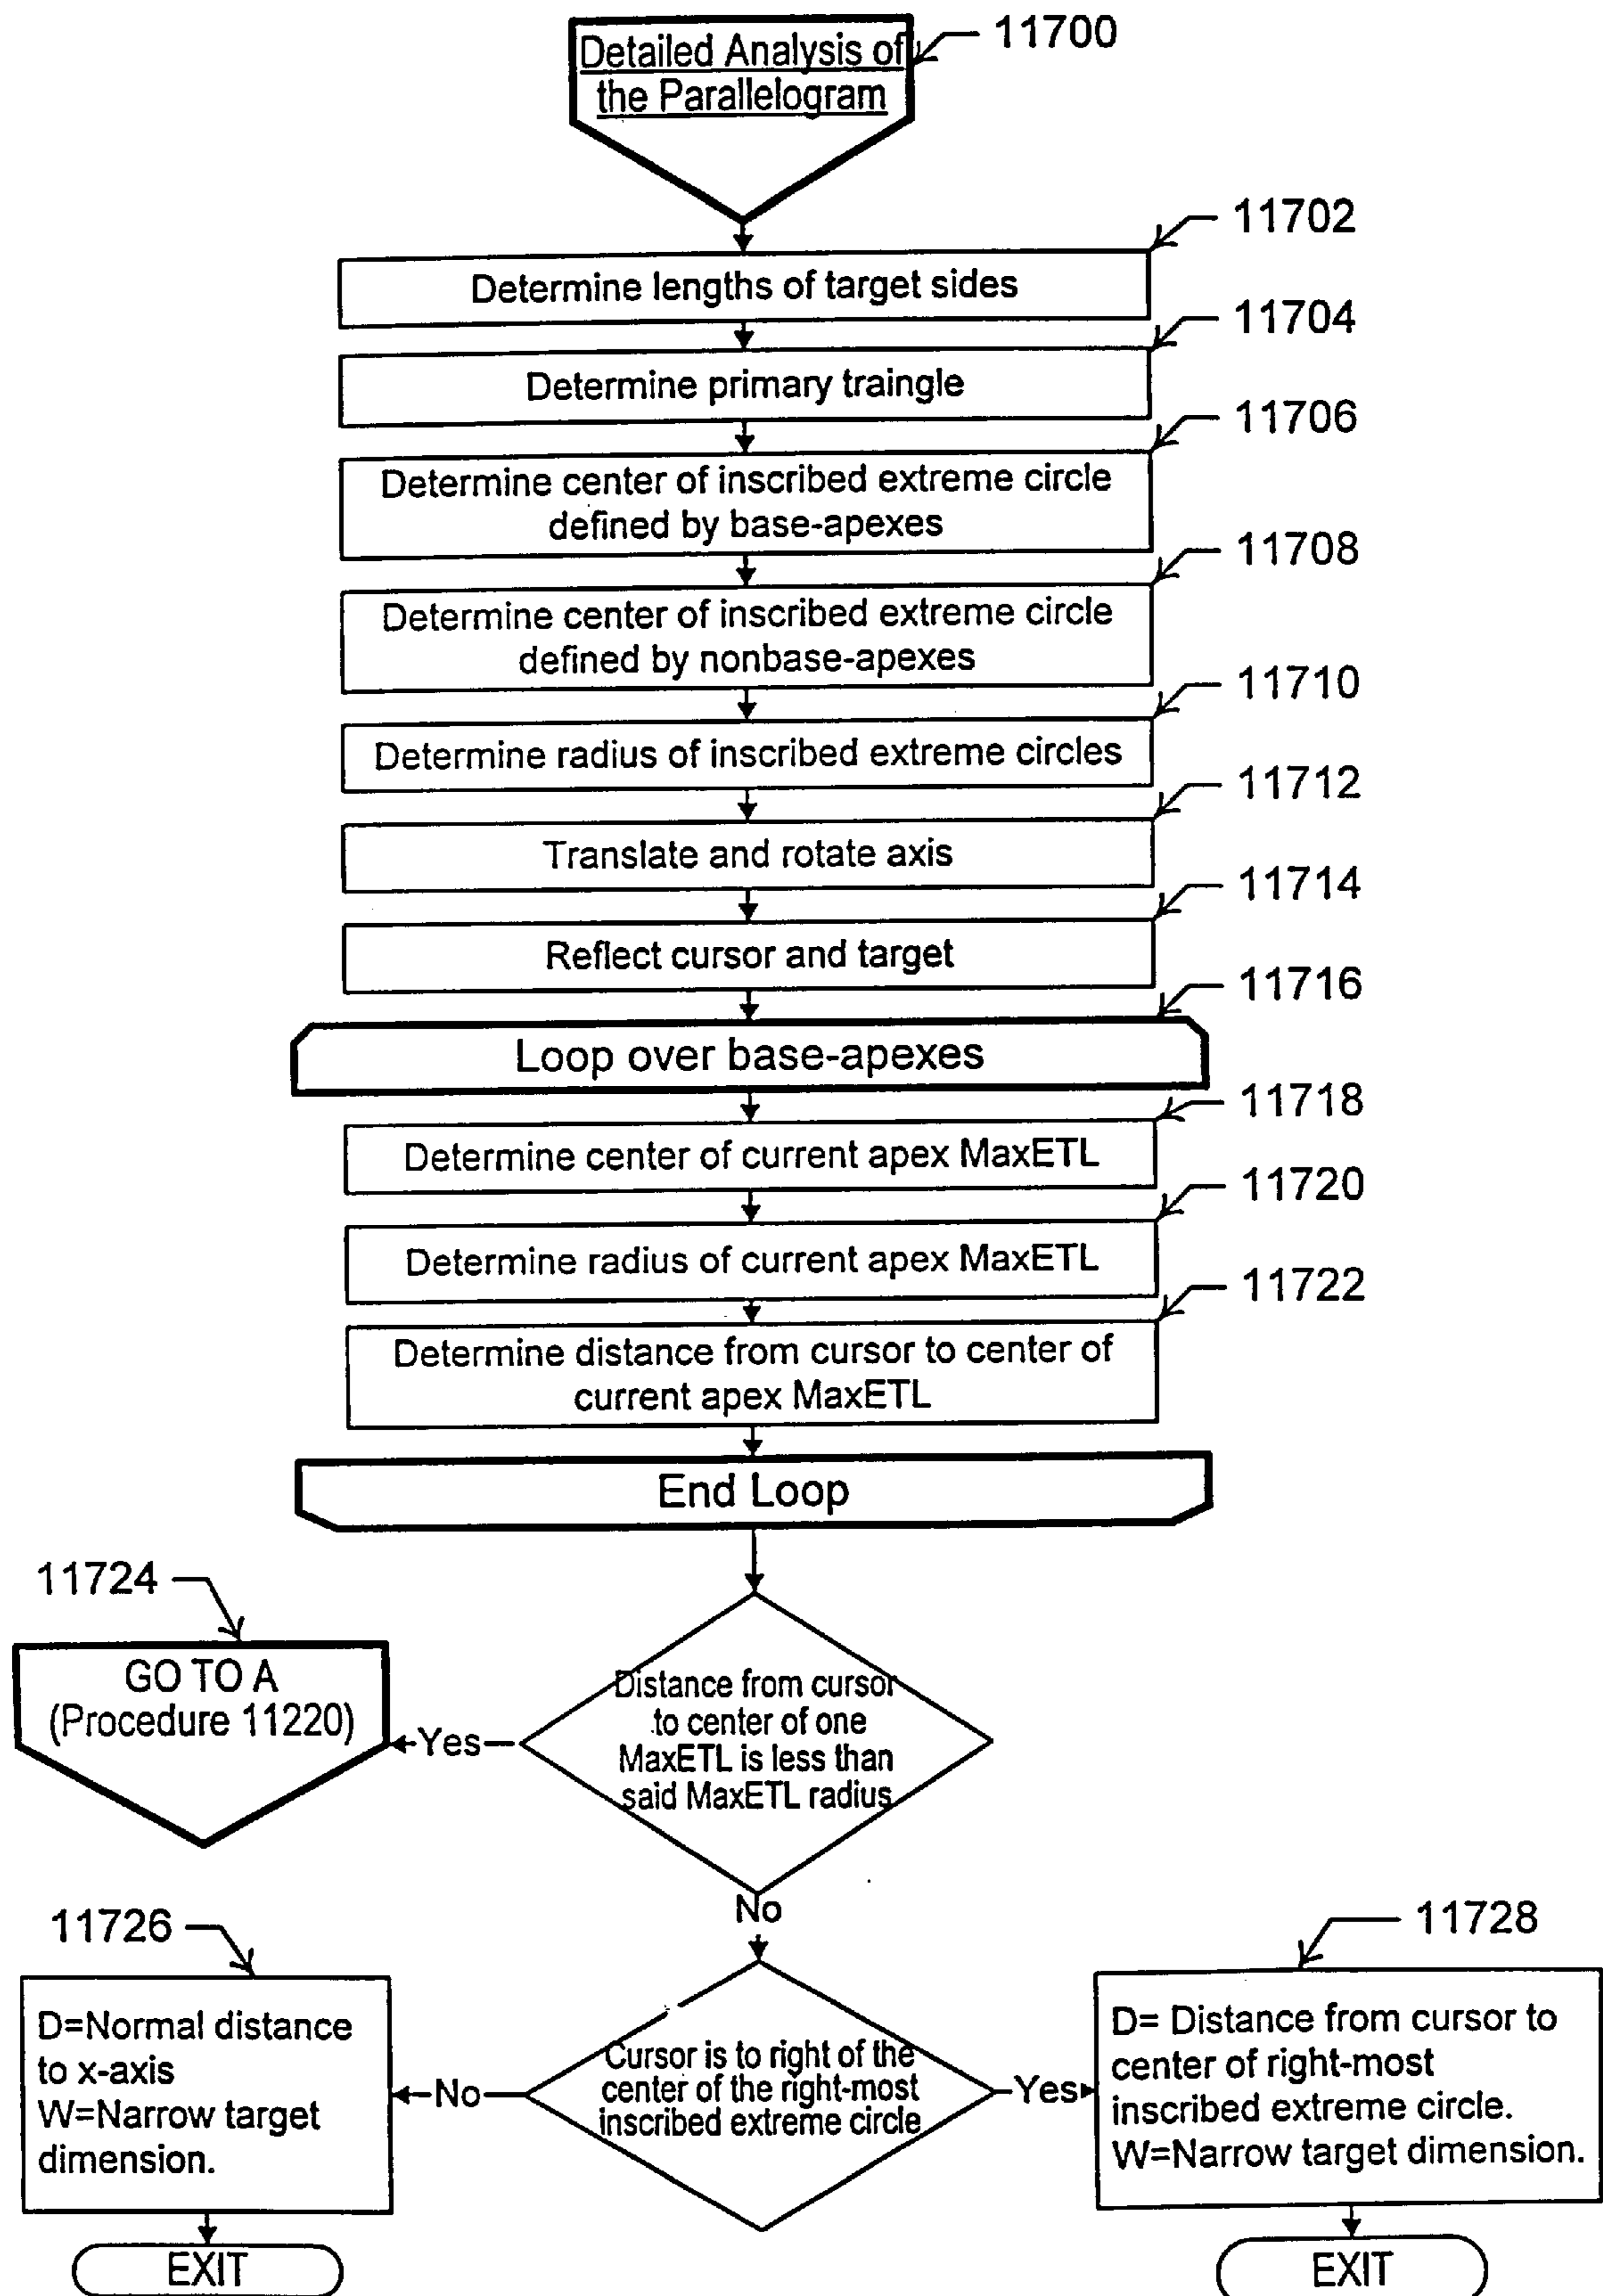 Detailed Analysis of
the Parallelogram
11700
11702
Determine lengths of target sides
11704
Determine primary traingle
11706
Determine center of inscribed extreme circle
defined by base-apexes
11708
Determine center of inscribed extreme circle
defined by nonbase-apexes
11710
Determine radius of inscribed extreme circles
11712
Translate and rotate axis
11714
Reflect cursor and target
11716
Loop over base-apexes
11718
Determine center of current apex MaxETL
11720
Determine radius of current apex MaxETL
11722
Determine distance from cursor to center of
current apex MaxETL
End Loop
11724
GO TO A
(Procedure 11220)
Yes
Distance from cursor
to center of one
MaxETL is less than
said MaxETL radius
No
11726
D=Normal distance
to x-axis
W=Narrow target
dimension.
No
Cursor is to right of the
center of the right-most
inscribed extreme circle
Yes
11728
D= Distance from cursor to
center of right-most
inscribed extreme circle.
W=Narrow target dimension.
EXIT
EXIT